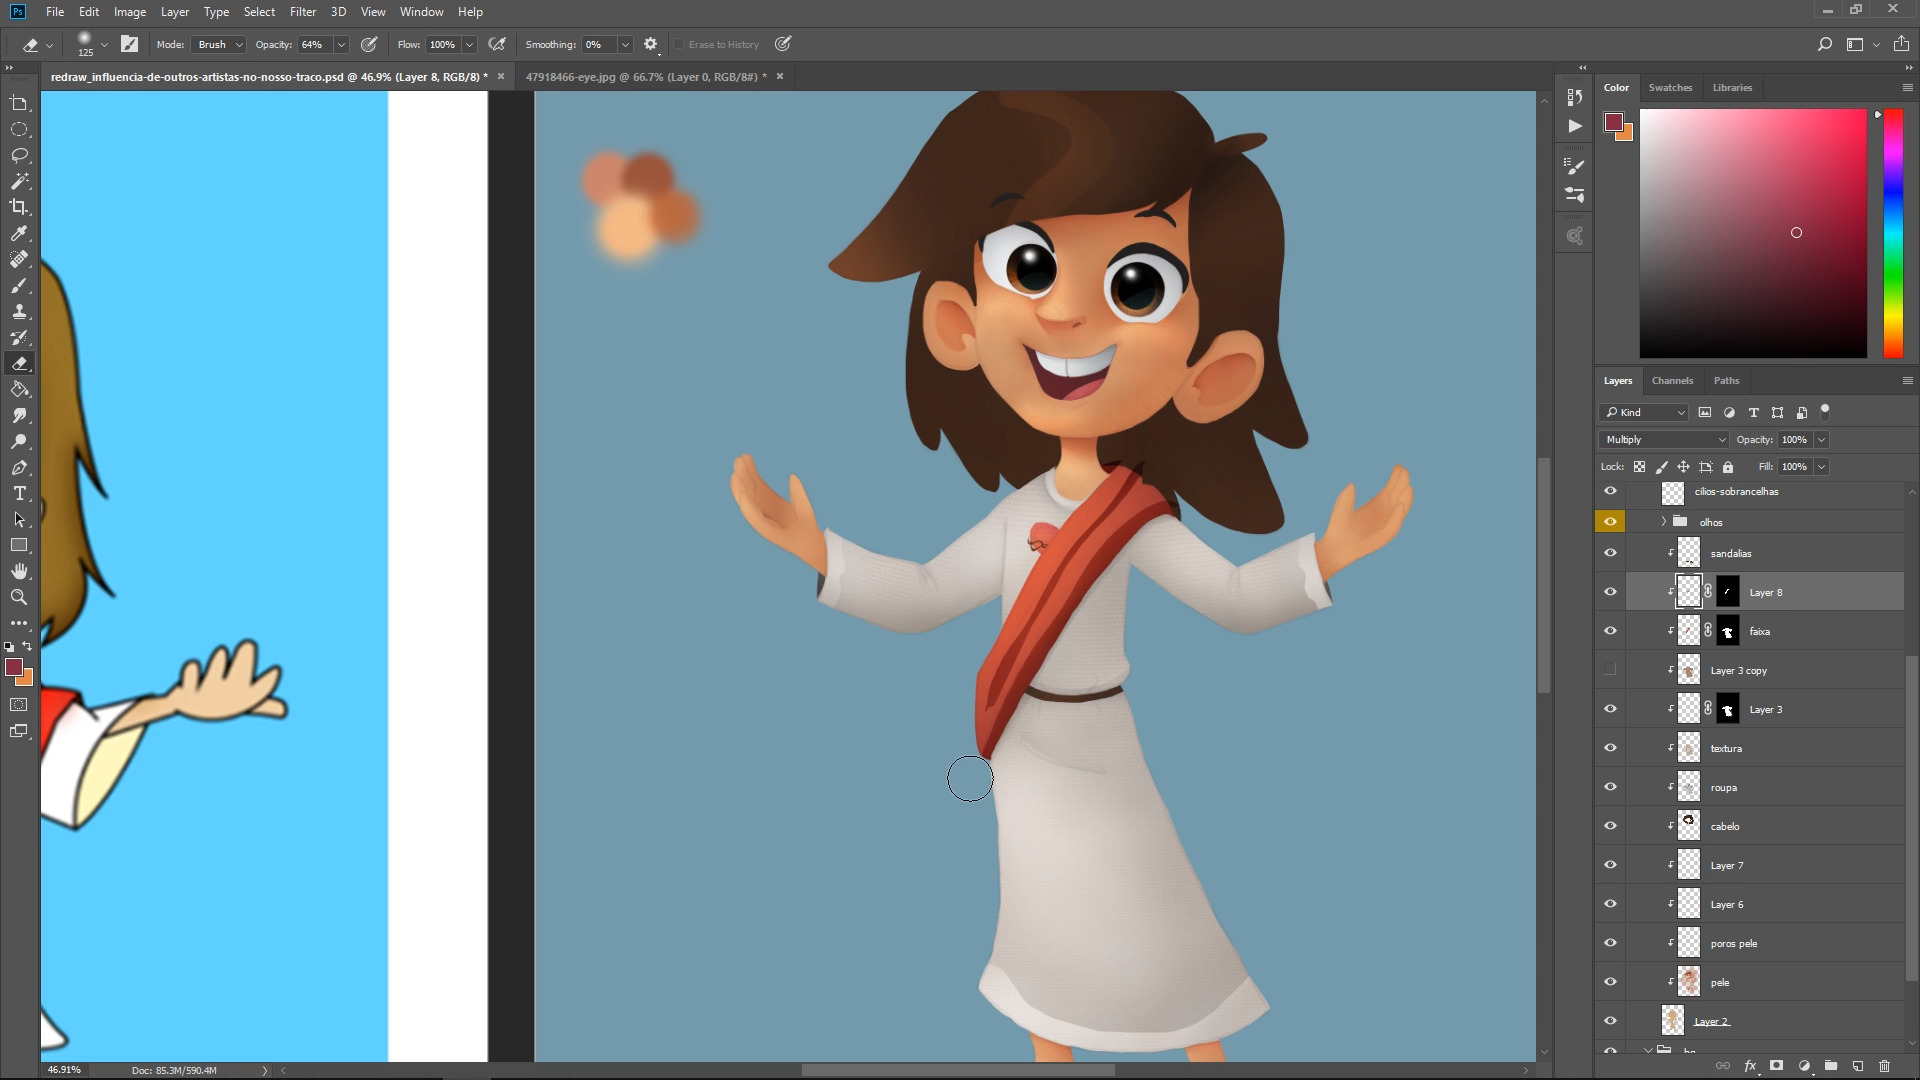 Ps File Edit Image Layer Type Select Filter 3D View Window Help
125 Mode: Brush Opacity: 64% Flow: 100% Smoothing: 0% Erase to History
redraw_influencia-de-outros-artistas-no-nosso-traco.psd @ 46.9% (Layer 8, RGB/8) * × 47918466-eye.jpg @ 66.7% (Layer 0, RGB/8#) * ×
Color Swatches Libraries
Layers Channels Paths
Kind
Multiply Opacity: 100%
Lock: Fill: 100%
cilios-sobrancelhas
olhos
sandalias
Layer 8
faixa
Layer 3 copy
Layer 3
textura
roupa
cabelo
Layer 7
Layer 6
poros pele
pele
Layer 2
bg
fx
46.91% Doc: 85.3M/590.4M